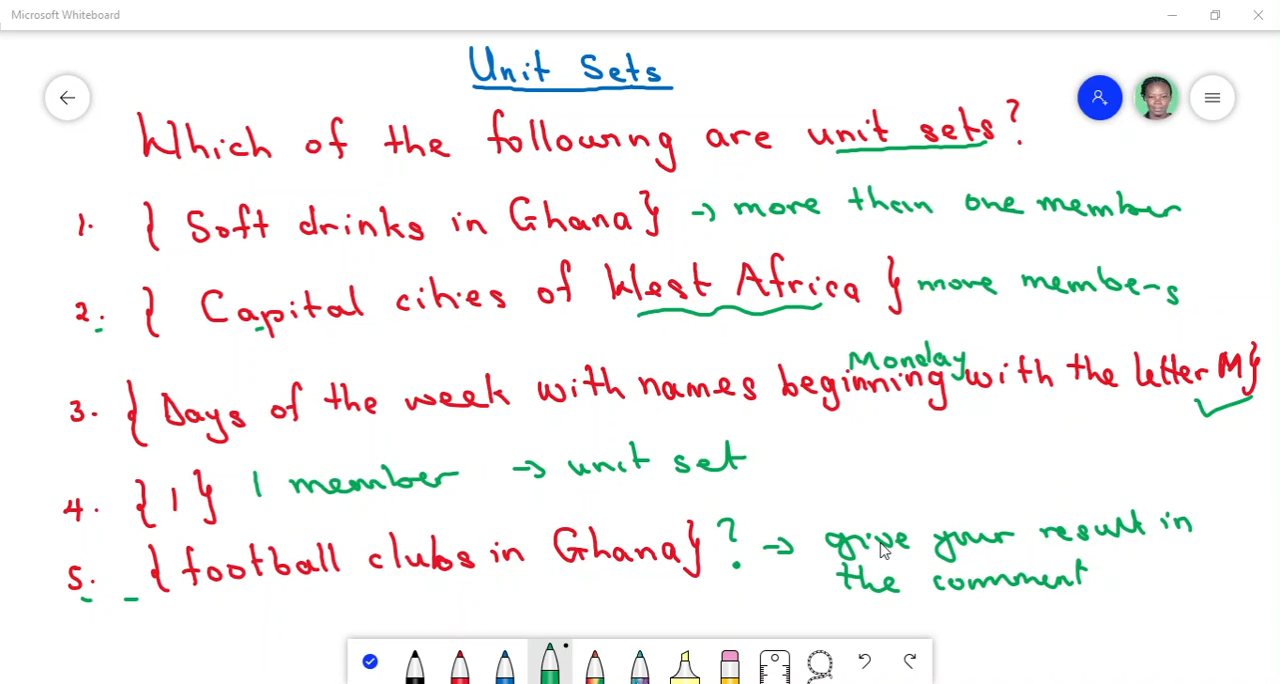 Microsoft Whiteboard
Unit Sets
Which of the following are unit sets?
1. { Soft drinks in Ghana} → more than one member
2. { Capital cities of West Africa } more members
Monday
3. { Days of the week with names beginning with the letter M}
4. { 1 } 1 member → unit set
5. { football clubs in Ghana} ? → give your result in
the comment